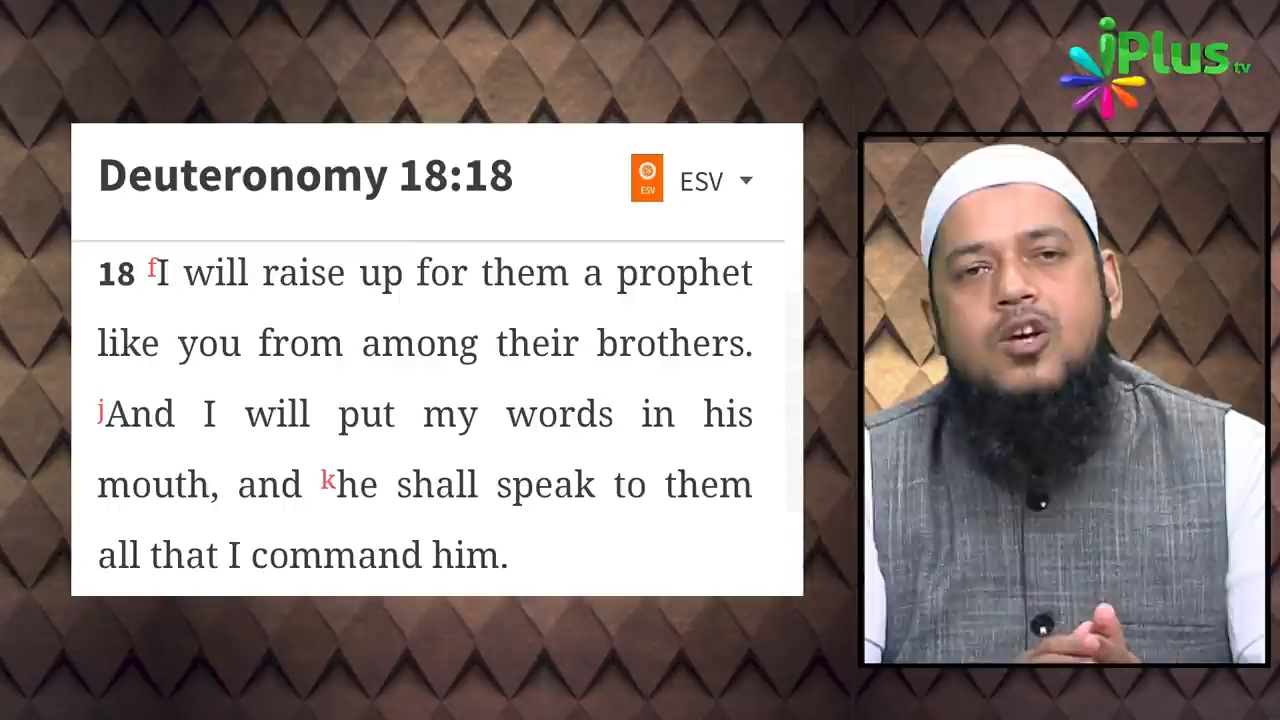 iPlus tv
Deuteronomy 18:18
ESV
ESV
18 fI will raise up for them a prophet
like you from among their brothers.
jAnd I will put my words in his
mouth, and khe shall speak to them
all that I command him.